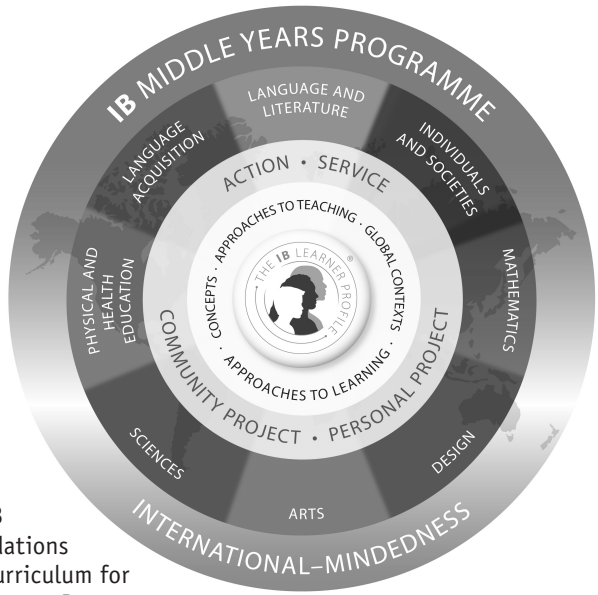 IB MIDDLE YEARS PROGRAMME
LANGUAGE AND
LITERATURE
INDIVIDUALS
AND SOCIETIES
MATHEMATICS
DESIGN
ARTS
SCIENCES
PHYSICAL AND
HEALTH
EDUCATION
LANGUAGE
ACQUISITION
ACTION • SERVICE
COMMUNITY PROJECT • PERSONAL PROJECT
APPROACHES TO TEACHING · GLOBAL CONTEXTS · APPROACHES TO LEARNING · CONCEPTS ·
· THE IB LEARNER PROFILE · ®
INTERNATIONAL–MINDEDNESS
dations
urriculum for